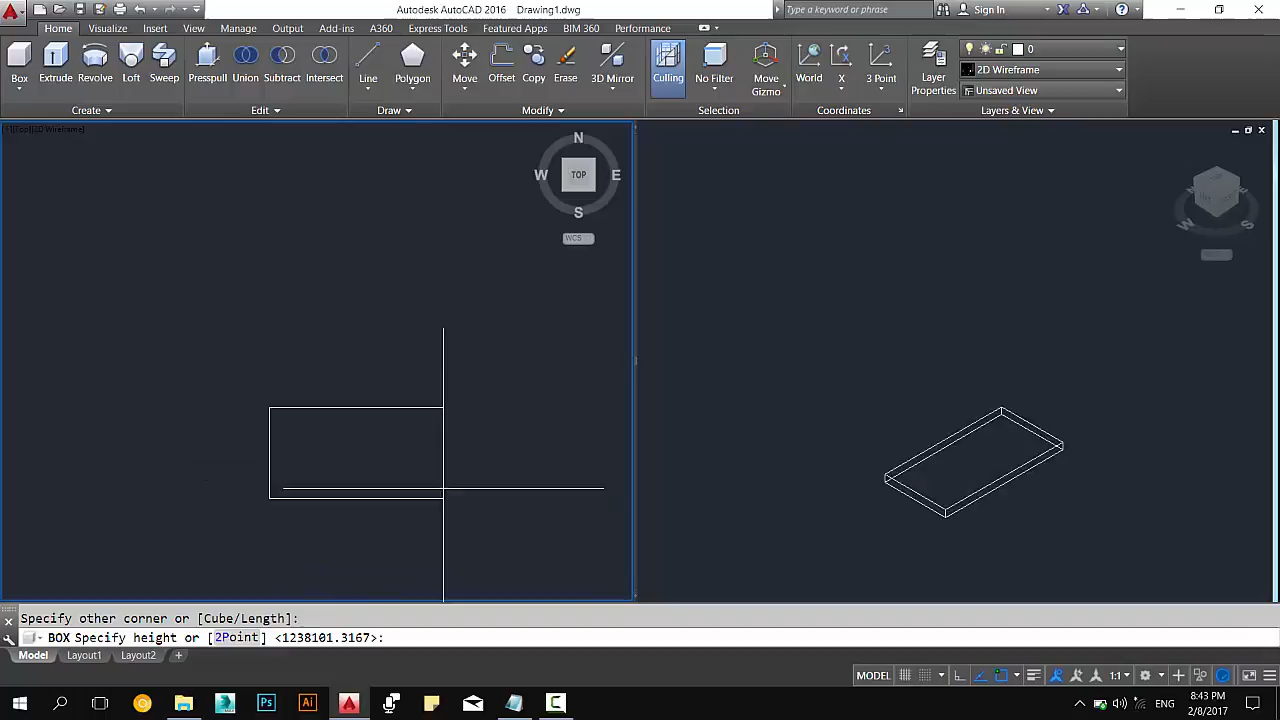 Autodesk AutoCAD 2016 Drawing1.dwg
Type a keyword or phrase
Sign In
Home Visualize Insert View Manage Output Add-ins A360 Express Tools Featured Apps BIM 360 Performance
Box Extrude Revolve Loft Sweep Presspull Union Subtract Intersect Line Polygon Move Offset Copy Erase 3D Mirror Culling No Filter Move Gizmo World X 3 Point Layer Properties
0
2D Wireframe
Unsaved View
Create Edit Draw Modify Selection Coordinates Layers & View
[+][Top][2D Wireframe]
N
W TOP E
S
WCS
W S
Specify other corner or [Cube/Length]:
BOX Specify height or [2Point] <1238101.3167>:
Model Layout1 Layout2 +
MODEL 1:1
Ps Ai ENG
8:43 PM
2/8/2017